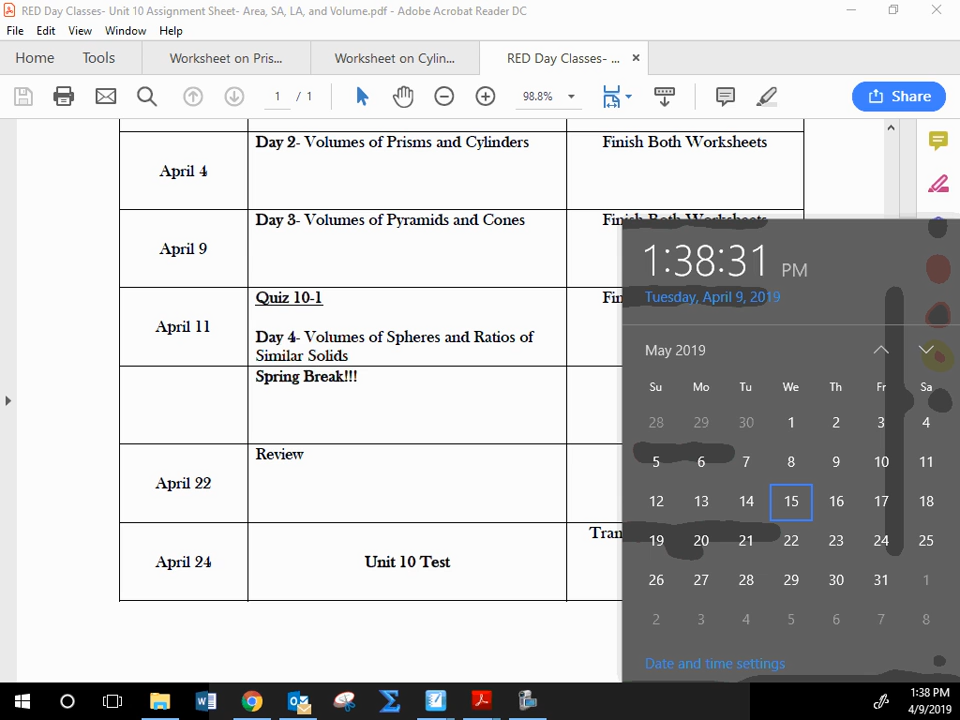 RED Day Classes- Unit 10 Assignment Sheet- Area, SA, LA, and Volume.pdf - Adobe Acrobat Reader DC
File Edit View Window Help
Home Tools Worksheet on Pris... Worksheet on Cylin... RED Day Classes- ...
1 / 1 98.8% Share
April 4 Day 2- Volumes of Prisms and Cylinders Finish Both Worksheets
April 9 Day 3- Volumes of Pyramids and Cones Finish Both Worksheets
April 11 Quiz 10-1
Day 4- Volumes of Spheres and Ratios of
Similar Solids
Spring Break!!!
April 22 Review
April 24 Unit 10 Test
1:38:31 PM
Tuesday, April 9, 2019
May 2019
Su Mo Tu We Th Fr Sa
28 29 30 1 2 3 4
5 6 7 8 9 10 11
12 13 14 15 16 17 18
19 20 21 22 23 24 25
26 27 28 29 30 31 1
2 3 4 5 6 7 8
Date and time settings
1:38 PM
4/9/2019